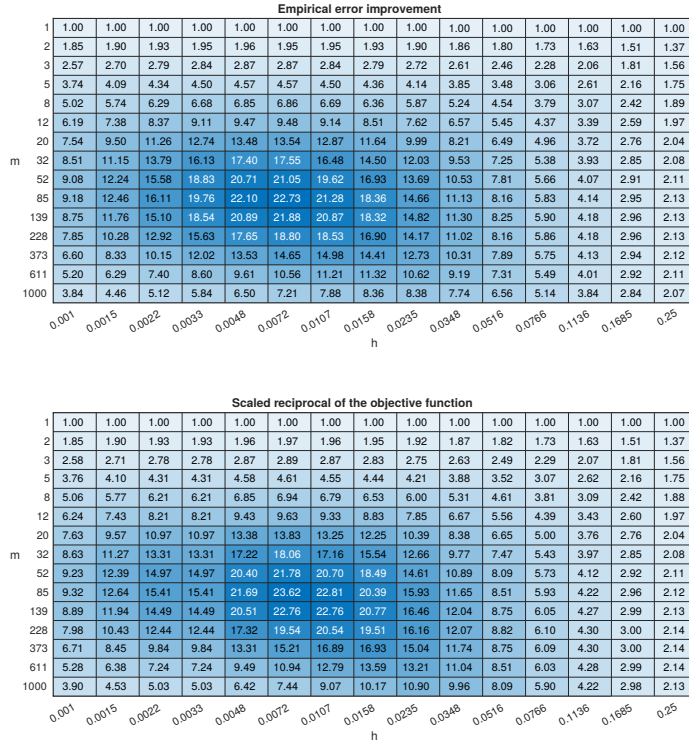 Empirical error improvement
1 1.00 1.00 1.00 1.00 1.00 1.00 1.00 1.00 1.00 1.00 1.00 1.00 1.00 1.00 1.00
2 1.85 1.90 1.93 1.95 1.96 1.95 1.95 1.93 1.90 1.86 1.80 1.73 1.63 1.51 1.37
3 2.57 2.70 2.79 2.84 2.87 2.87 2.84 2.79 2.72 2.61 2.46 2.28 2.06 1.81 1.56
5 3.74 4.09 4.34 4.50 4.57 4.57 4.50 4.36 4.14 3.85 3.48 3.06 2.61 2.16 1.75
8 5.02 5.74 6.29 6.68 6.85 6.86 6.69 6.36 5.87 5.24 4.54 3.79 3.07 2.42 1.89
12 6.19 7.38 8.37 9.11 9.47 9.48 9.14 8.51 7.62 6.57 5.45 4.37 3.39 2.59 1.97
20 7.54 9.50 11.26 12.74 13.48 13.54 12.87 11.64 9.99 8.21 6.49 4.96 3.72 2.76 2.04
m 32 8.51 11.15 13.79 16.13 17.40 17.55 16.48 14.50 12.03 9.53 7.25 5.38 3.93 2.85 2.08
52 9.08 12.24 15.58 18.83 20.71 21.05 19.62 16.93 13.69 10.53 7.81 5.66 4.07 2.91 2.11
85 9.18 12.46 16.11 19.76 22.10 22.73 21.28 18.36 14.66 11.13 8.16 5.83 4.14 2.95 2.13
139 8.75 11.76 15.10 18.54 20.89 21.88 20.87 18.32 14.82 11.30 8.25 5.90 4.18 2.96 2.13
228 7.85 10.28 12.92 15.63 17.65 18.80 18.53 16.90 14.17 11.02 8.16 5.86 4.18 2.96 2.13
373 6.60 8.33 10.15 12.02 13.53 14.65 14.98 14.41 12.73 10.31 7.89 5.75 4.13 2.94 2.12
611 5.20 6.29 7.40 8.60 9.61 10.56 11.21 11.32 10.62 9.19 7.31 5.49 4.01 2.92 2.11
1000 3.84 4.46 5.12 5.84 6.50 7.21 7.88 8.36 8.38 7.74 6.56 5.14 3.84 2.84 2.07
0.001 0.0015 0.0022 0.0033 0.0048 0.0072 0.0107 0.0158 0.0235 0.0348 0.0516 0.0766 0.1136 0.1685 0.25
h
Scaled reciprocal of the objective function
1 1.00 1.00 1.00 1.00 1.00 1.00 1.00 1.00 1.00 1.00 1.00 1.00 1.00 1.00 1.00
2 1.85 1.90 1.93 1.93 1.96 1.97 1.96 1.95 1.92 1.87 1.82 1.73 1.63 1.51 1.37
3 2.58 2.71 2.78 2.78 2.87 2.89 2.87 2.83 2.75 2.63 2.49 2.29 2.07 1.81 1.56
5 3.76 4.10 4.31 4.31 4.58 4.61 4.55 4.44 4.21 3.88 3.52 3.07 2.62 2.16 1.75
8 5.06 5.77 6.21 6.21 6.85 6.94 6.79 6.53 6.00 5.31 4.61 3.81 3.09 2.42 1.88
12 6.24 7.43 8.21 8.21 9.43 9.63 9.33 8.83 7.85 6.67 5.56 4.39 3.43 2.60 1.97
20 7.63 9.57 10.97 10.97 13.38 13.83 13.25 12.25 10.39 8.38 6.65 5.00 3.76 2.76 2.04
m 32 8.63 11.27 13.31 13.31 17.22 18.06 17.16 15.54 12.66 9.77 7.47 5.43 3.97 2.85 2.08
52 9.23 12.39 14.97 14.97 20.40 21.78 20.70 18.49 14.61 10.89 8.09 5.73 4.12 2.92 2.11
85 9.32 12.64 15.41 15.41 21.69 23.62 22.81 20.39 15.93 11.65 8.51 5.93 4.22 2.96 2.12
139 8.89 11.94 14.49 14.49 20.51 22.76 22.76 20.77 16.46 12.04 8.75 6.05 4.27 2.99 2.13
228 7.98 10.43 12.44 12.44 17.32 19.54 20.54 19.51 16.16 12.07 8.82 6.10 4.30 3.00 2.14
373 6.71 8.45 9.84 9.84 13.31 15.21 16.89 16.93 15.04 11.74 8.75 6.09 4.30 3.00 2.14
611 5.28 6.38 7.24 7.24 9.49 10.94 12.79 13.59 13.21 11.04 8.51 6.03 4.28 2.99 2.14
1000 3.90 4.53 5.03 5.03 6.42 7.44 9.07 10.17 10.90 9.96 8.09 5.90 4.22 2.98 2.13
0.001 0.0015 0.0022 0.0033 0.0048 0.0072 0.0107 0.0158 0.0235 0.0348 0.0516 0.0766 0.1136 0.1685 0.25
h